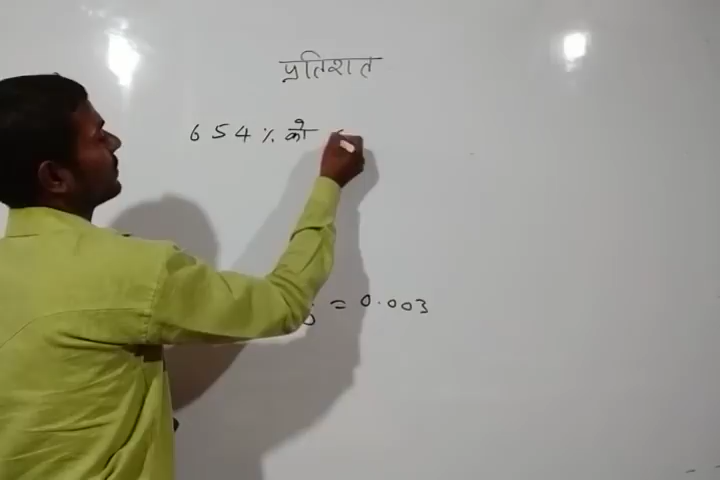 प्रतिशत
654% को
= 0.003